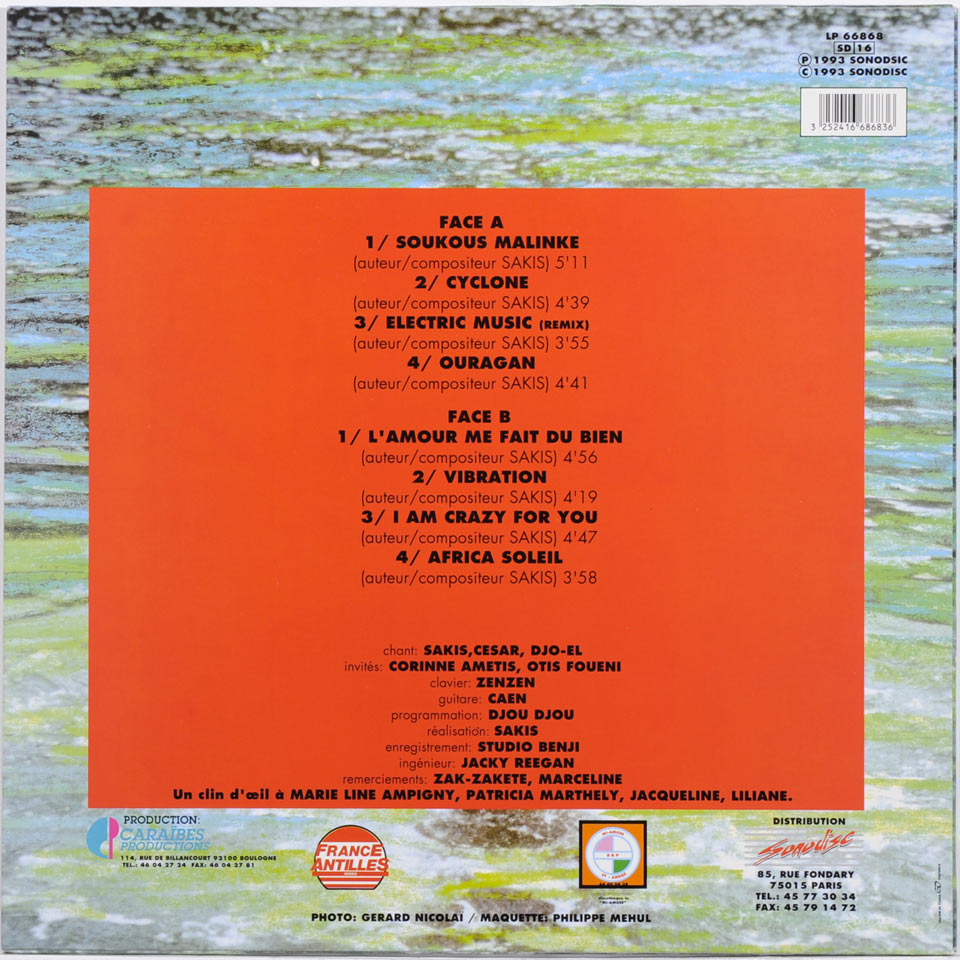 LP 66868
SD 16
Ⓟ 1993 SONODSIC
Ⓒ 1993 SONODISC
3 252416 686836
FACE A
1/ SOUKOUS MALINKE
(auteur/compositeur SAKIS) 5'11
2/ CYCLONE
(auteur/compositeur SAKIS) 4'39
3/ ELECTRIC MUSIC (REMIX)
(auteur/compositeur SAKIS) 3'55
4/ OURAGAN
(auteur/compositeur SAKIS) 4'41
FACE B
1/ L'AMOUR ME FAIT DU BIEN
(auteur/compositeur SAKIS) 4'56
2/ VIBRATION
(auteur/compositeur SAKIS) 4'19
3/ I AM CRAZY FOR YOU
(auteur/compositeur SAKIS) 4'47
4/ AFRICA SOLEIL
(auteur/compositeur SAKIS) 3'58
chant: SAKIS,CESAR, DJO-EL
invités: CORINNE AMETIS, OTIS FOUENI
clavier: ZENZEN
guitare: CAEN
programmation: DJOU DJOU
réalisation: SAKIS
enregistrement: STUDIO BENJI
ingénieur: JACKY REEGAN
remerciements: ZAK-ZAKETE, MARCELINE
Un clin d'œil à MARIE LINE AMPIGNY, PATRICIA MARTHELY, JACQUELINE, LILIANE.
PRODUCTION:
CARAÏBES
PRODUCTIONS
114, RUE DE BILLANCOURT 92100 BOULOGNE
TEL.: 46 04 27 24 FAX: 46 04 27 81
FRANCE
ANTILLES
DISTRIBUTION
Sonodisc
85, RUE FONDARY
75015 PARIS
TEL.: 45 77 30 34
FAX: 45 79 14 72
PHOTO: GERARD NICOLAÏ / MAQUETTE: PHILIPPE MEHUL